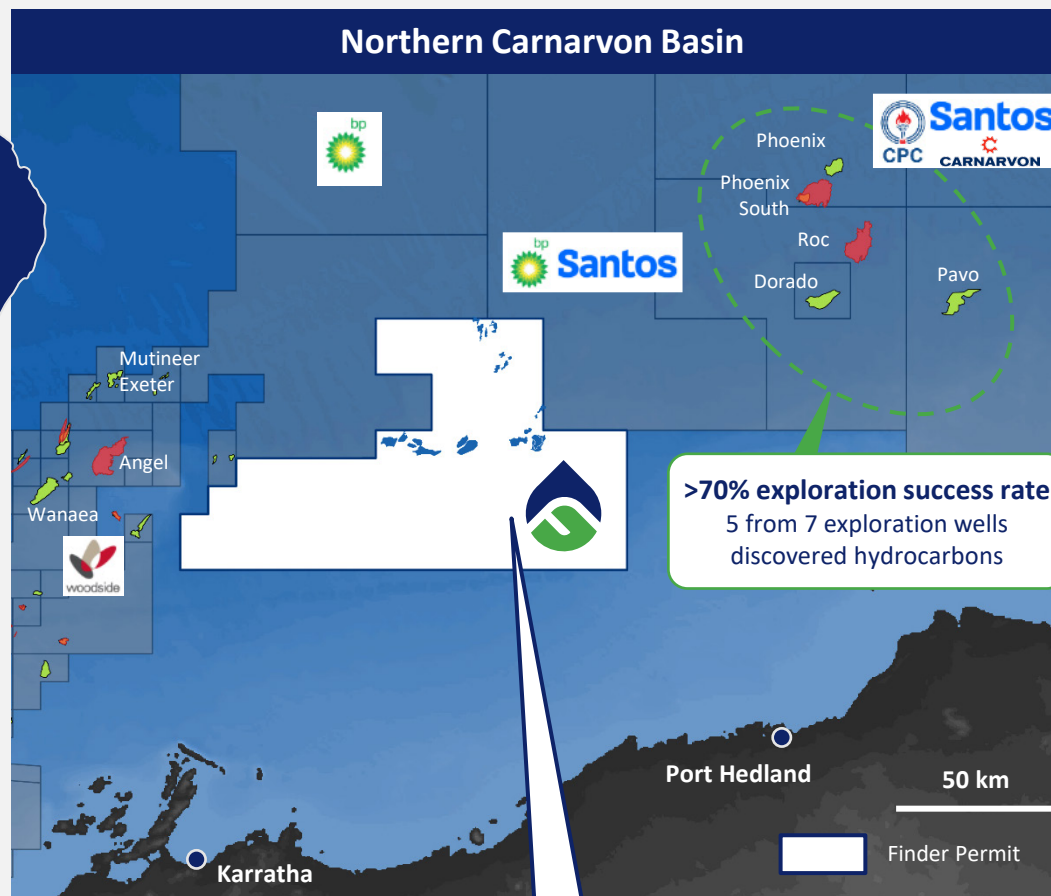 Northern Carnarvon Basin
bp
CPC
Santos
CARNARVON
Phoenix
Phoenix
South
Roc
bp
Santos
Dorado
Pavo
Mutineer
Exeter
Angel
Wanaea
woodside
>70% exploration success rate
5 from 7 exploration wells
discovered hydrocarbons
Port Hedland
50 km
Karratha
Finder Permit